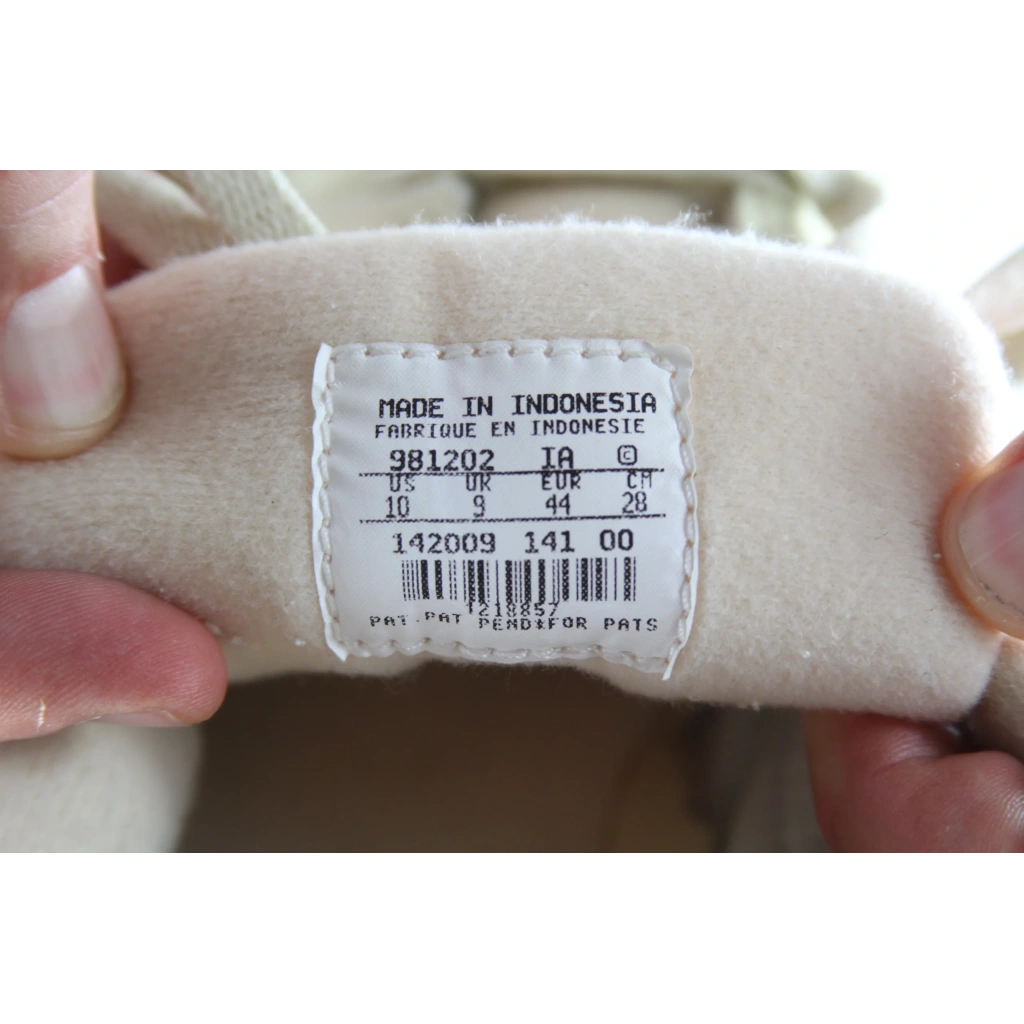 MADE IN INDONESIA
FABRIQUE EN INDONESIE
981202 IA ©
US UK EUR CM
10 9 44 28
142009 141 00
1218857
PAT.PAT PEND*FOR PATS